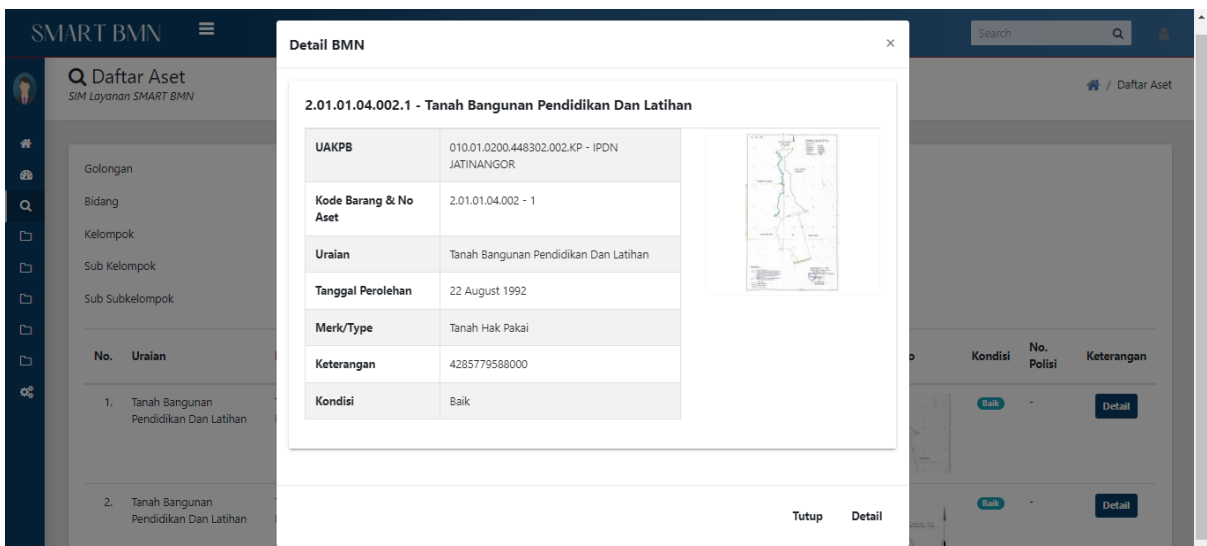 SMART BMN
Search
Daftar Aset
SIM Layanan SMART BMN
/ Daftar Aset
Golongan
Bidang
Kelompok
Sub Kelompok
Sub Subkelompok
No. Uraian Kondisi No. Polisi Keterangan
1. Tanah Bangunan Pendidikan Dan Latihan Baik - Detail
2. Tanah Bangunan Pendidikan Dan Latihan Baik - Detail
Detail BMN ×
2.01.01.04.002.1 - Tanah Bangunan Pendidikan Dan Latihan
UAKPB 010.01.0200.448302.002.KP - IPDN
JATINANGOR
Kode Barang & No 2.01.01.04.002 - 1
Aset
Uraian Tanah Bangunan Pendidikan Dan Latihan
Tanggal Perolehan 22 August 1992
Merk/Type Tanah Hak Pakai
Keterangan 4285779588000
Kondisi Baik
Tutup Detail